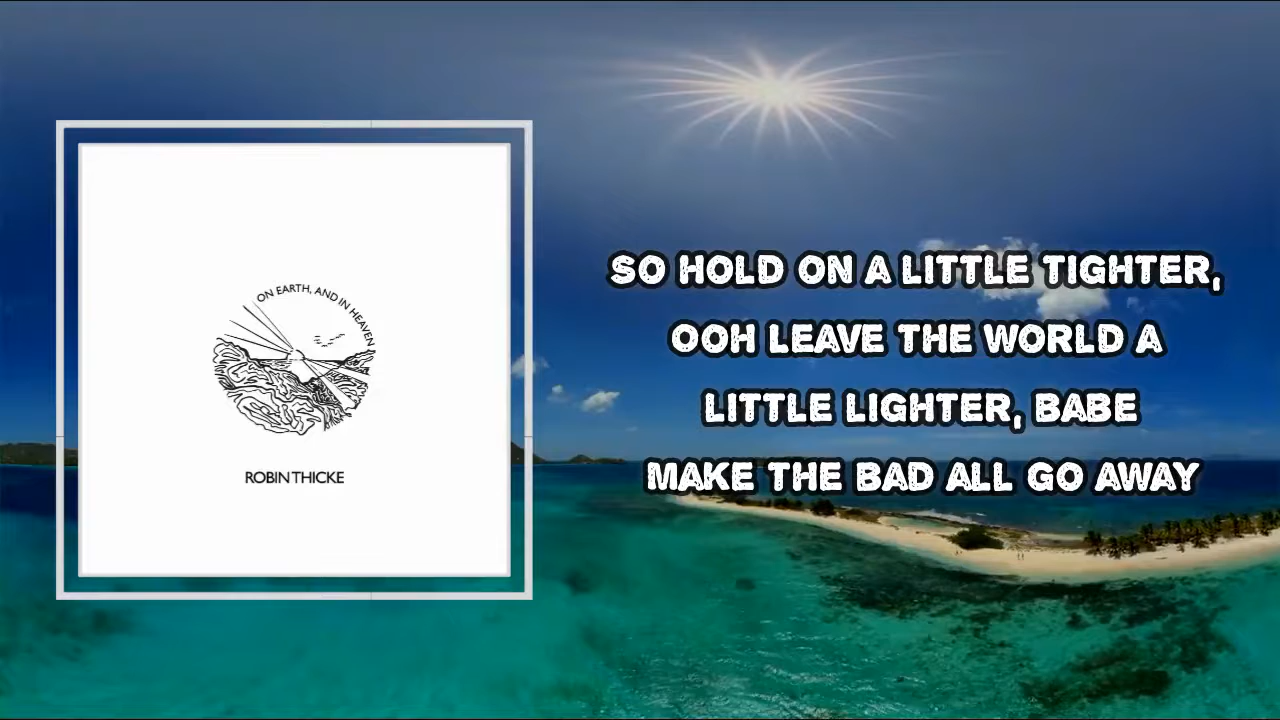 ON EARTH, AND IN HEAVEN
ROBIN THICKE
SO HOLD ON A LITTLE TIGHTER,
OOH LEAVE THE WORLD A
LITTLE LIGHTER, BABE
MAKE THE BAD ALL GO AWAY